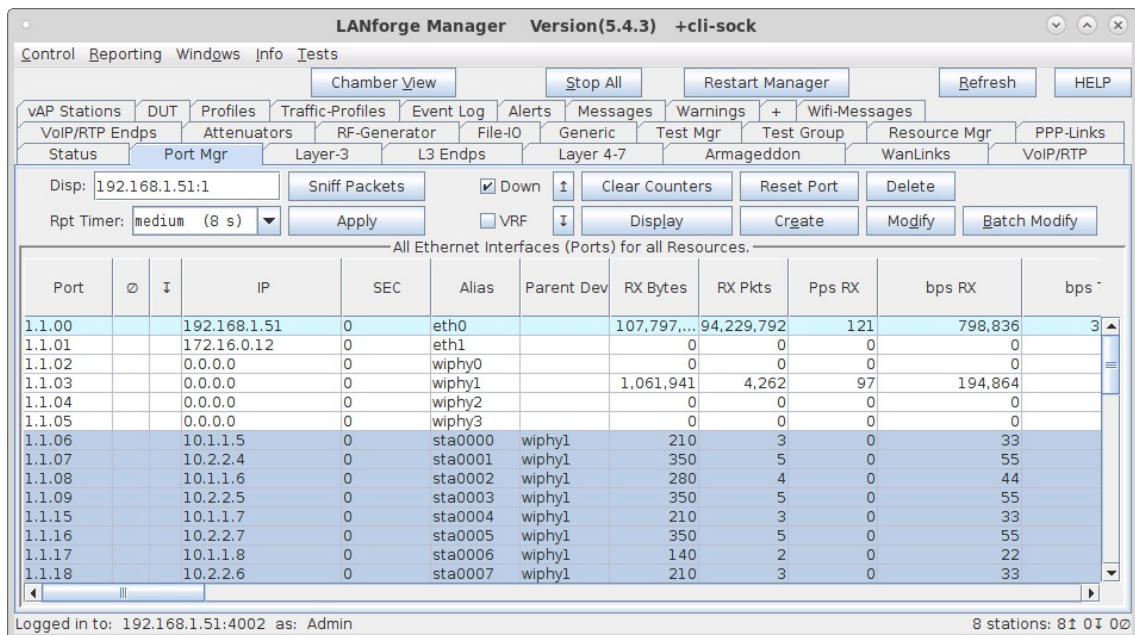 LANforge Manager Version(5.4.3) +cli-sock
Control Reporting Windows Info Tests
Chamber View Stop All Restart Manager Refresh HELP
vAP Stations DUT Profiles Traffic-Profiles Event Log Alerts Messages Warnings + Wifi-Messages
VoIP/RTP Endps Attenuators RF-Generator File-IO Generic Test Mgr Test Group Resource Mgr PPP-Links
Status Port Mgr Layer-3 L3 Endps Layer 4-7 Armageddon WanLinks VoIP/RTP
Disp: 192.168.1.51:1 Sniff Packets Down ↥ Clear Counters Reset Port Delete
Rpt Timer: medium (8 s) Apply VRF ↧ Display Create Modify Batch Modify
All Ethernet Interfaces (Ports) for all Resources.
Port ∅ ↧ IP SEC Alias Parent Dev RX Bytes RX Pkts Pps RX bps RX bps T
1.1.00 192.168.1.51 0 eth0 107,797,... 94,229,792 121 798,836 3
1.1.01 172.16.0.12 0 eth1 0 0 0 0
1.1.02 0.0.0.0 0 wiphy0 0 0 0 0
1.1.03 0.0.0.0 0 wiphy1 1,061,941 4,262 97 194,864
1.1.04 0.0.0.0 0 wiphy2 0 0 0 0
1.1.05 0.0.0.0 0 wiphy3 0 0 0 0
1.1.06 10.1.1.5 0 sta0000 wiphy1 210 3 0 33
1.1.07 10.2.2.4 0 sta0001 wiphy1 350 5 0 55
1.1.08 10.1.1.6 0 sta0002 wiphy1 280 4 0 44
1.1.09 10.2.2.5 0 sta0003 wiphy1 350 5 0 55
1.1.15 10.1.1.7 0 sta0004 wiphy1 210 3 0 33
1.1.16 10.2.2.7 0 sta0005 wiphy1 350 5 0 55
1.1.17 10.1.1.8 0 sta0006 wiphy1 140 2 0 22
1.1.18 10.2.2.6 0 sta0007 wiphy1 210 3 0 33
Logged in to: 192.168.1.51:4002 as: Admin 8 stations: 8↥ 0↧ 0∅